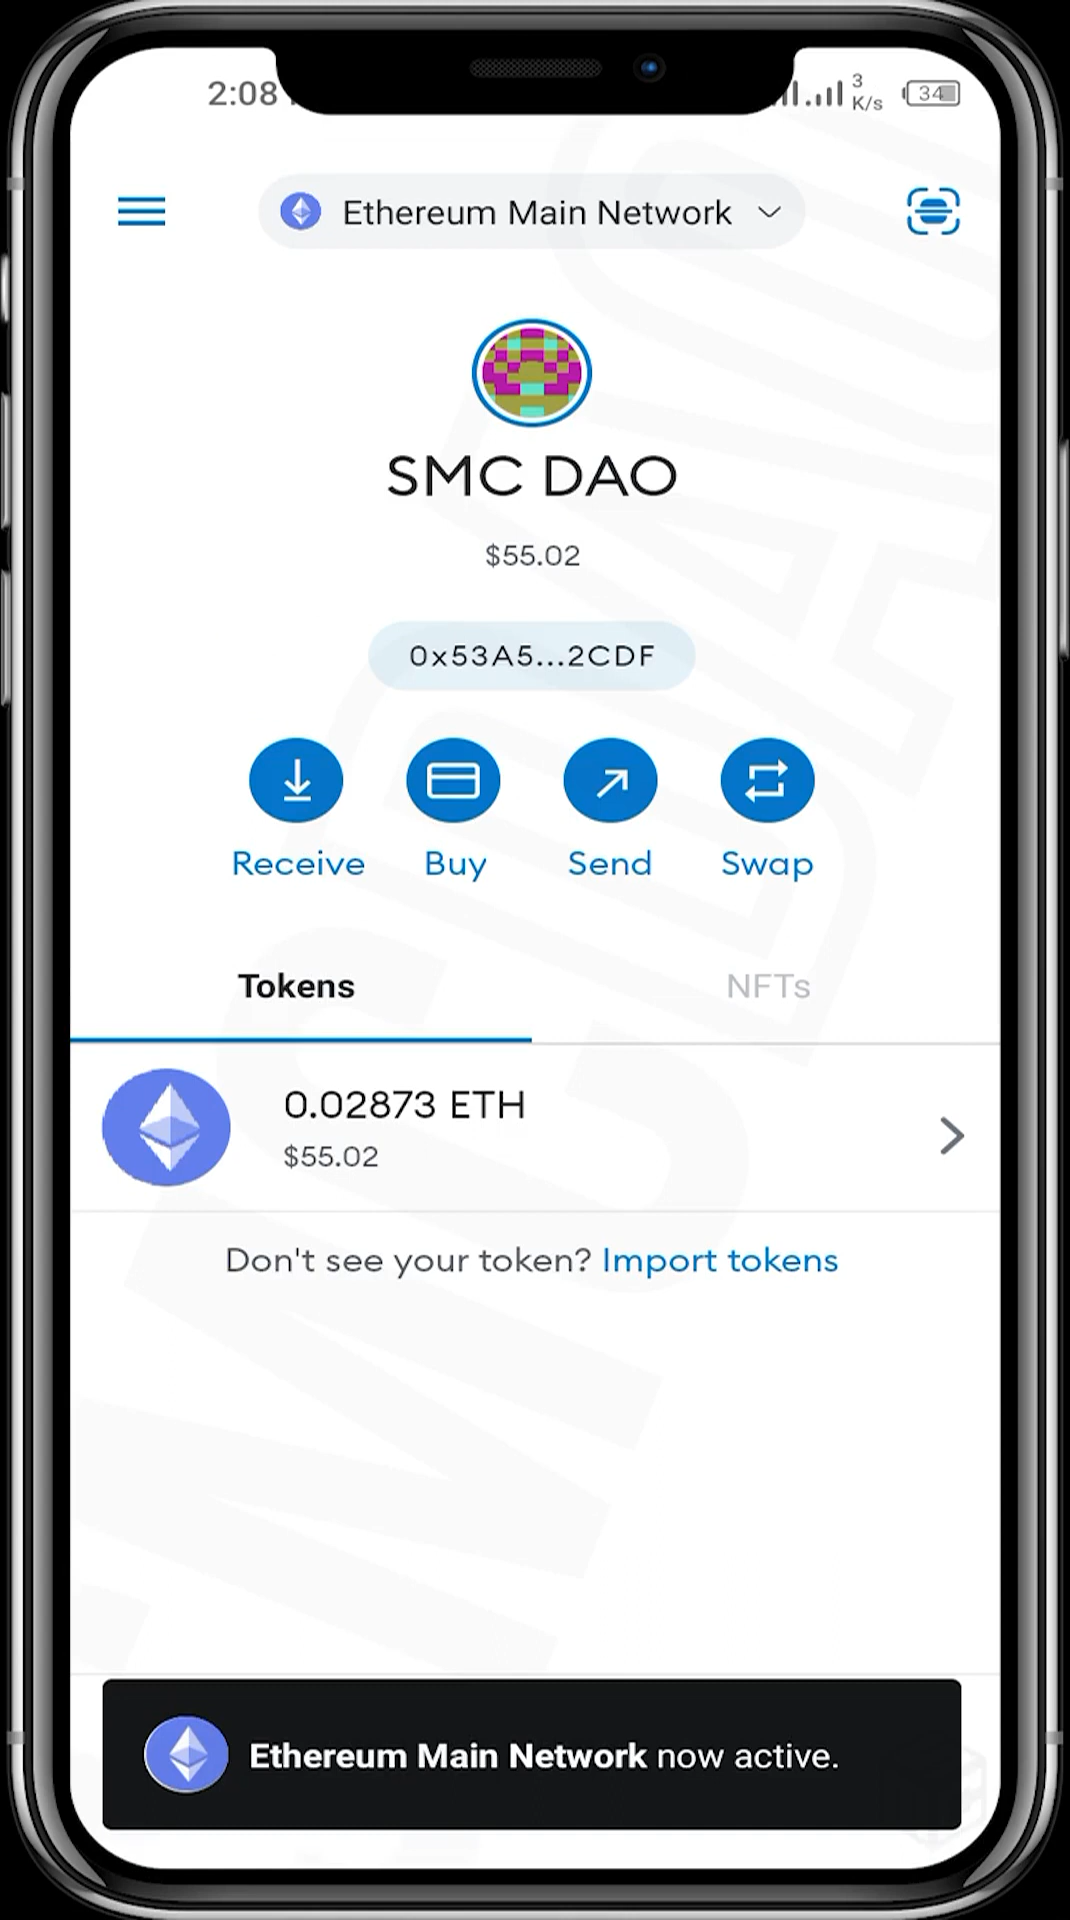 2:08
3
K/s
34
Ethereum Main Network
SMC DAO
$55.02
0x53A5...2CDF
Receive Buy Send Swap
Tokens NFTs
0.02873 ETH
$55.02
Don't see your token? Import tokens
Ethereum Main Network now active.
SMCDAO